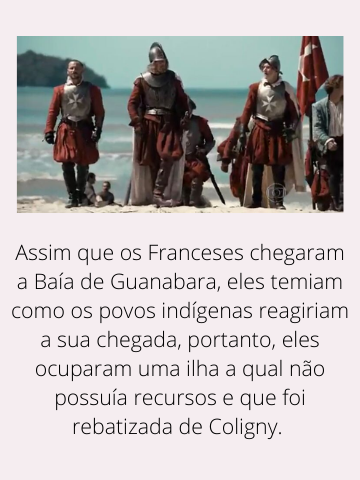 Assim que os Franceses chegaram
a Baía de Guanabara, eles temiam
como os povos indígenas reagiriam
a sua chegada, portanto, eles
ocuparam uma ilha a qual não
possuía recursos e que foi
rebatizada de Coligny.